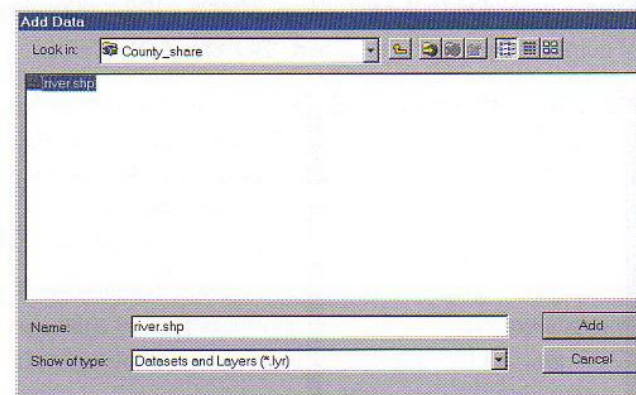 Add Data
Look in: County_share
river.shp
Name: river.shp
Add
Show of type: Datasets and Layers (*.lyr)
Cancel